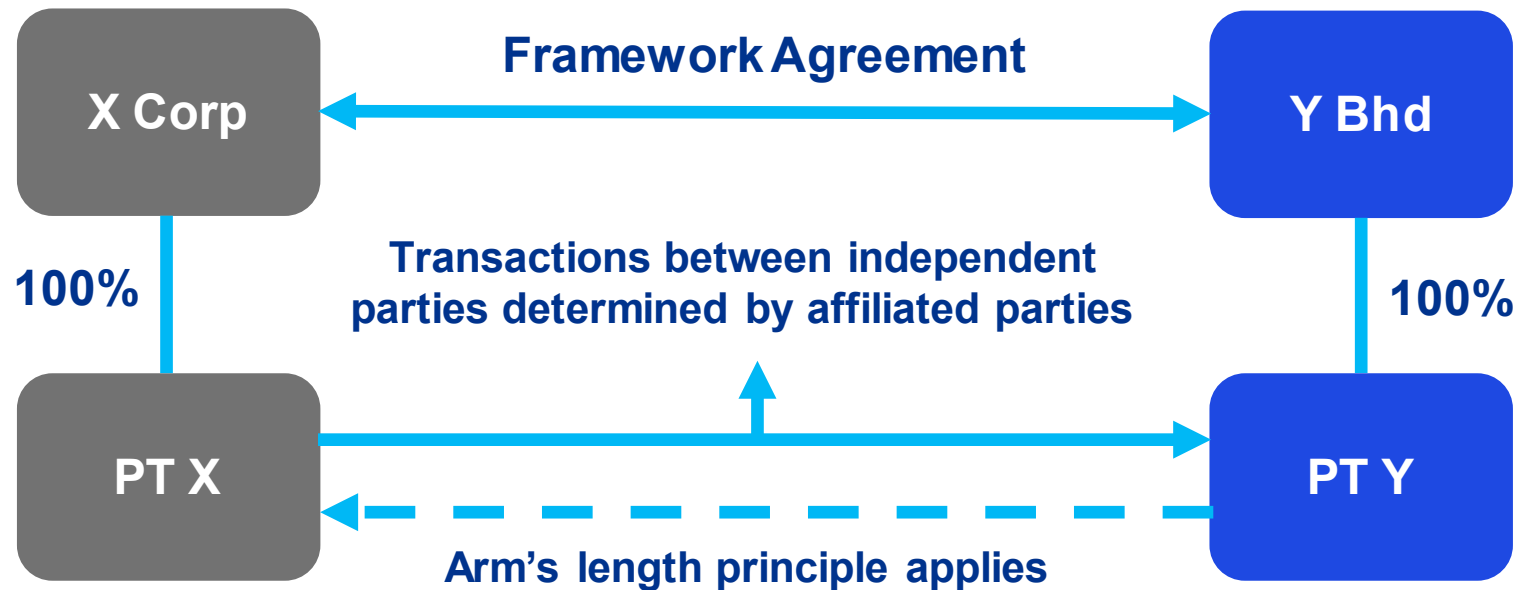 Framework Agreement
X Corp
Y Bhd
100%
Transactions between independent
parties determined by affiliated parties
100%
PT X
PT Y
Arm’s length principle applies